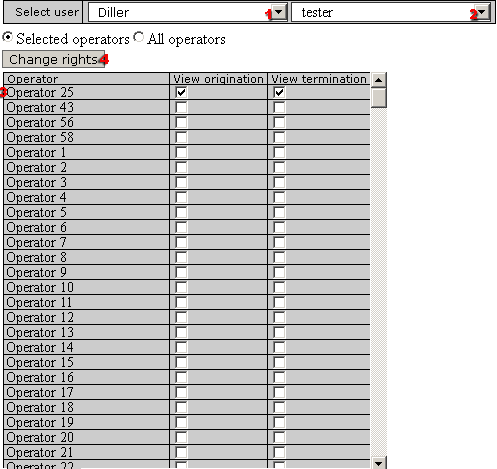 Select user Diller 1 tester 2
Selected operators All operators
Change rights 4
Operator View origination View termination
3 Operator 25
Operator 43
Operator 56
Operator 58
Operator 1
Operator 2
Operator 3
Operator 4
Operator 5
Operator 6
Operator 7
Operator 8
Operator 9
Operator 10
Operator 11
Operator 12
Operator 13
Operator 14
Operator 15
Operator 16
Operator 17
Operator 18
Operator 19
Operator 20
Operator 21
Operator 22